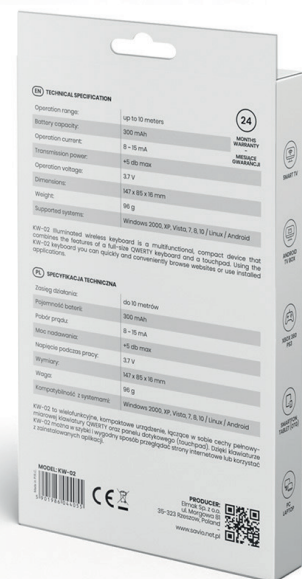 EN TECHNICAL SPECIFICATION
Operation range: up to 10 meters
Battery capacity: 300 mAh
Operation current: 8 ~ 15 mA
Transmission power: +5 db max
Operation voltage: 3.7 V
Dimensions: 147 x 85 x 16 mm
Weight: 96 g
Supported systems: Windows 2000, XP, Vista, 7, 8, 10 / Linux / Android
KW-02 illuminated wireless keyboard is a multifunctional, compact device that
combines the features of a full-size QWERTY keyboard and a touchpad. Using the
KW-02 keyboard you can quickly and conveniently browse websites or use installed
applications.
PL SPECYFIKACJA TECHNICZNA
Zasięg działania: do 10 metrów
Pojemność baterii: 300 mAh
Pobór prądu: 8 ~ 15 mA
Moc nadawania: +5 db max
Napięcie podczas pracy: 3.7 V
Wymiary: 147 x 85 x 16 mm
Waga: 96 g
Kompatybilność z systemami: Windows 2000, XP, Vista, 7, 8, 10 / Linux / Android
KW-02 to wielofunkcyjne, kompaktowe urządzenie, łączące w sobie cechy pełnowy-
miarowej klawiatury QWERTY oraz panelu dotykowego (touchpad). Dzięki klawiaturze
KW-02 można w szybki i wygodny sposób przeglądać strony internetowe lub korzystać
z zainstalowanych aplikacji.
24
MONTHS
WARRANTY
-
MIESIĄCE
GWARANCJI
MODEL: KW-02
CE
PRODUCER:
Elmak Sp. z o.o.
ul. Morgowa 81
35-323 Rzeszów, Poland
-
www.savio.net.pl
SMART TV
ANDROID
TV BOX
XBOX 360
PS3
SMARTPHONE
TABLET (OTG)
PC
LAPTOP